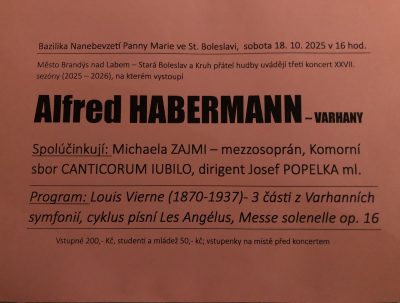 Bazilika Nanebevzetí Panny Marie ve St. Boleslavi, sobota 18. 10. 2025 v 16 hod.
Město Brandýs nad Labem – Stará Boleslav a Kruh přátel hudby uvádějí třetí koncert XXVII.
sezóny (2025 – 2026), na kterém vystoupí
Alfred HABERMANN – VARHANY
Spolúčinkují: Michaela ZAJMI – mezzosoprán, Komorní
sbor CANTICORUM IUBILO, dirigent Josef POPELKA ml.
Program: Louis Vierne (1870-1937)- 3 části z Varhanních
symfonií, cyklus písní Les Angélus, Messe solenelle op. 16
Vstupné 200,- Kč, studenti a mládež 50,- kč; vstupenky na místě před koncertem